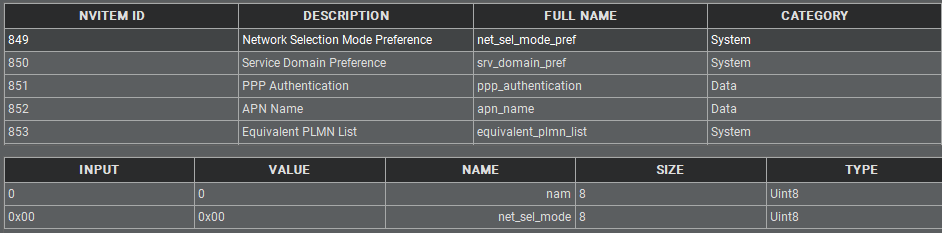 NVITEM ID DESCRIPTION FULL NAME CATEGORY
849 Network Selection Mode Preference net_sel_mode_pref System
850 Service Domain Preference srv_domain_pref System
851 PPP Authentication ppp_authentication Data
852 APN Name apn_name Data
853 Equivalent PLMN List equivalent_plmn_list System
INPUT VALUE NAME SIZE TYPE
0 0 nam 8 Uint8
0x00 0x00 net_sel_mode 8 Uint8